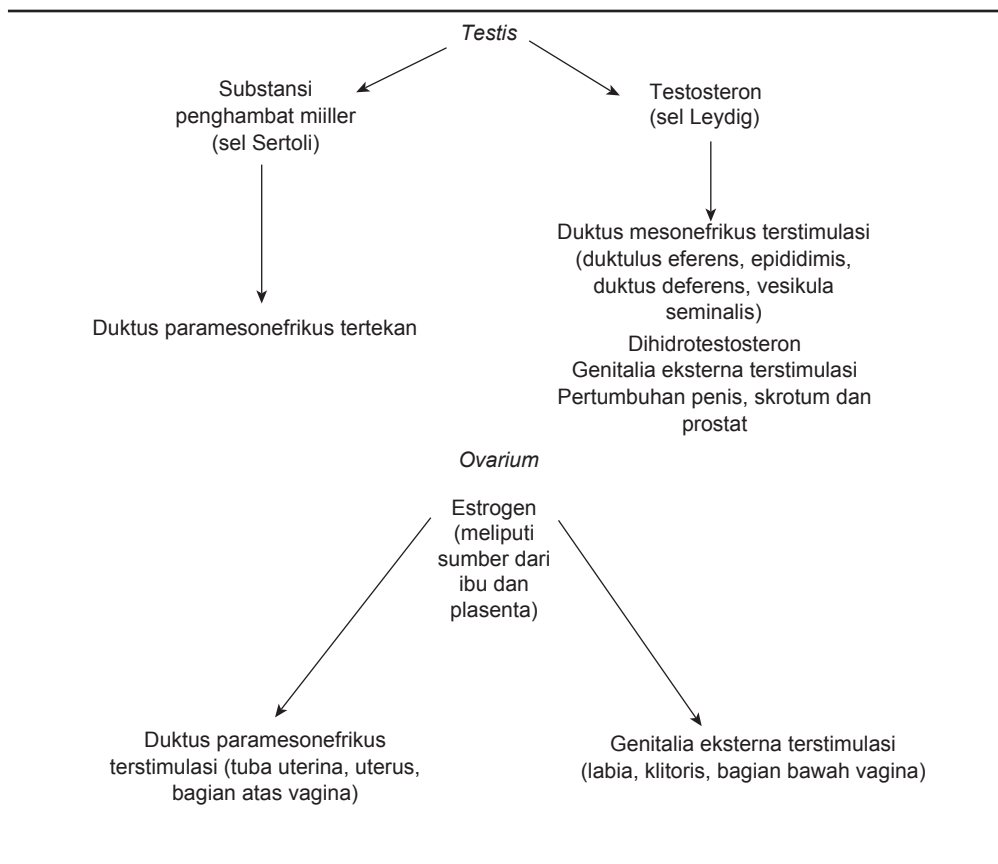 Testis
Substansi
penghambat miiller
(sel Sertoli)
Testosteron
(sel Leydig)
Duktus mesonefrikus terstimulasi
(duktulus eferens, epididimis,
duktus deferens, vesikula
seminalis)
Duktus paramesonefrikus tertekan
Dihidrotestosteron
Genitalia eksterna terstimulasi
Pertumbuhan penis, skrotum dan
prostat
Ovarium
Estrogen
(meliputi
sumber dari
ibu dan
plasenta)
Duktus paramesonefrikus
terstimulasi (tuba uterina, uterus,
bagian atas vagina)
Genitalia eksterna terstimulasi
(labia, klitoris, bagian bawah vagina)